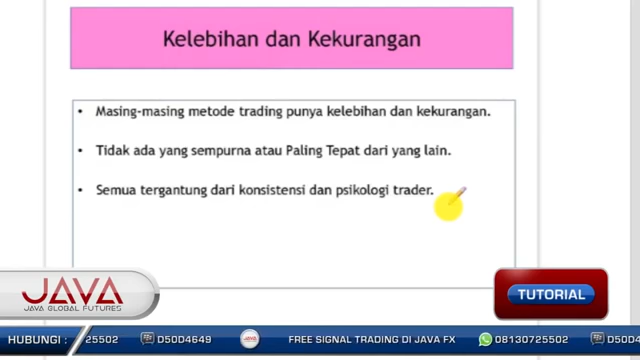 Kelebihan dan Kekurangan
• Masing-masing metode trading punya kelebihan dan kekurangan.
• Tidak ada yang sempurna atau Paling Tepat dari yang lain.
• Semua tergantung dari konsistensi dan psikologi trader.
JAVA
JAVA GLOBAL FUTURES
TUTORIAL
HUBUNGI : 25502 D50D4649 FREE SIGNAL TRADING DI JAVA FX 08130725502 D50D4